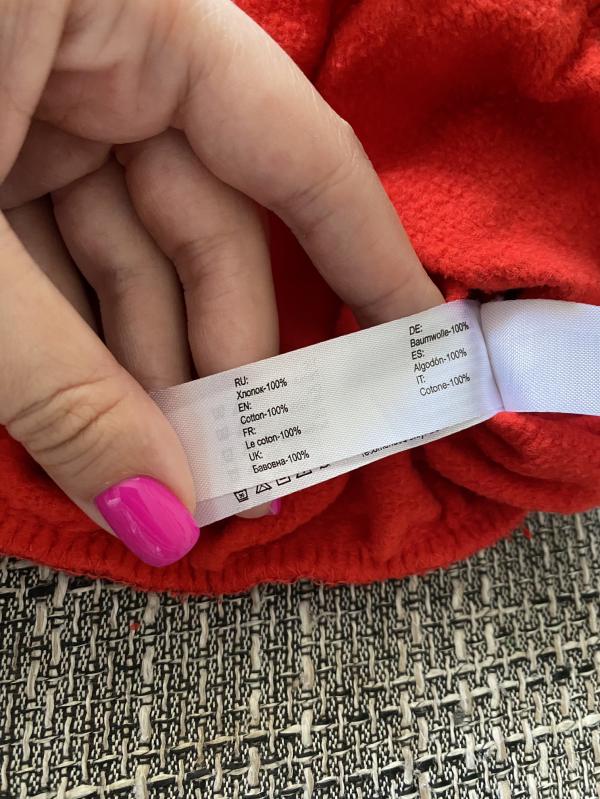 RU:
Хлопок-100%
EN:
Cotton-100%
FR:
Le coton-100%
UK:
Бавовна-100%
DE:
Baumwolle-100%
ES:
Algodón-100%
IT:
Cotone-100%